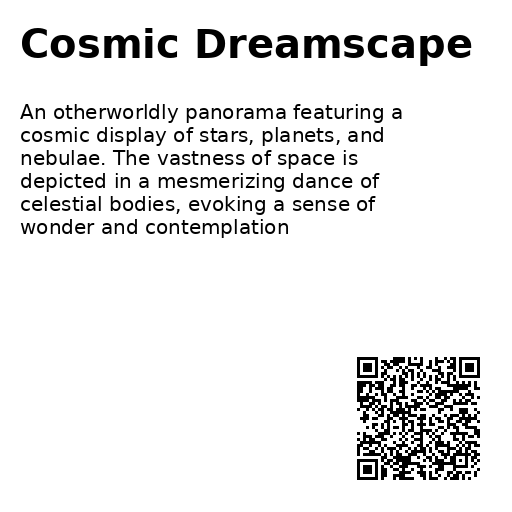 Cosmic Dreamscape
An otherworldly panorama featuring a
cosmic display of stars, planets, and
nebulae. The vastness of space is
depicted in a mesmerizing dance of
celestial bodies, evoking a sense of
wonder and contemplation